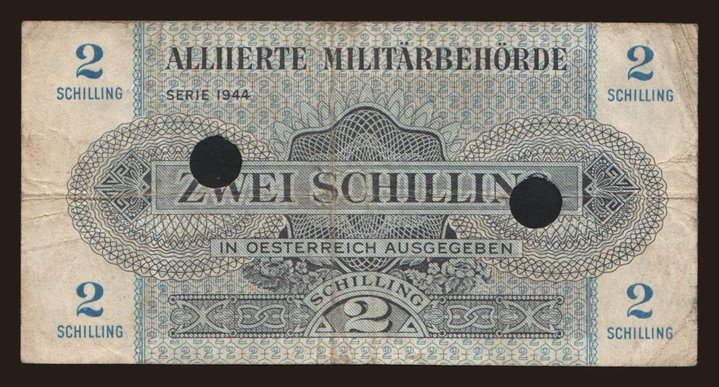 2
SCHILLING
ALLIIERTE MILITÄRBEHÖRDE
SERIE 1944
2
SCHILLING
ZWEI SCHILLING
IN OESTERREICH AUSGEGEBEN
2
SCHILLING
SCHILLING
2
2
SCHILLING